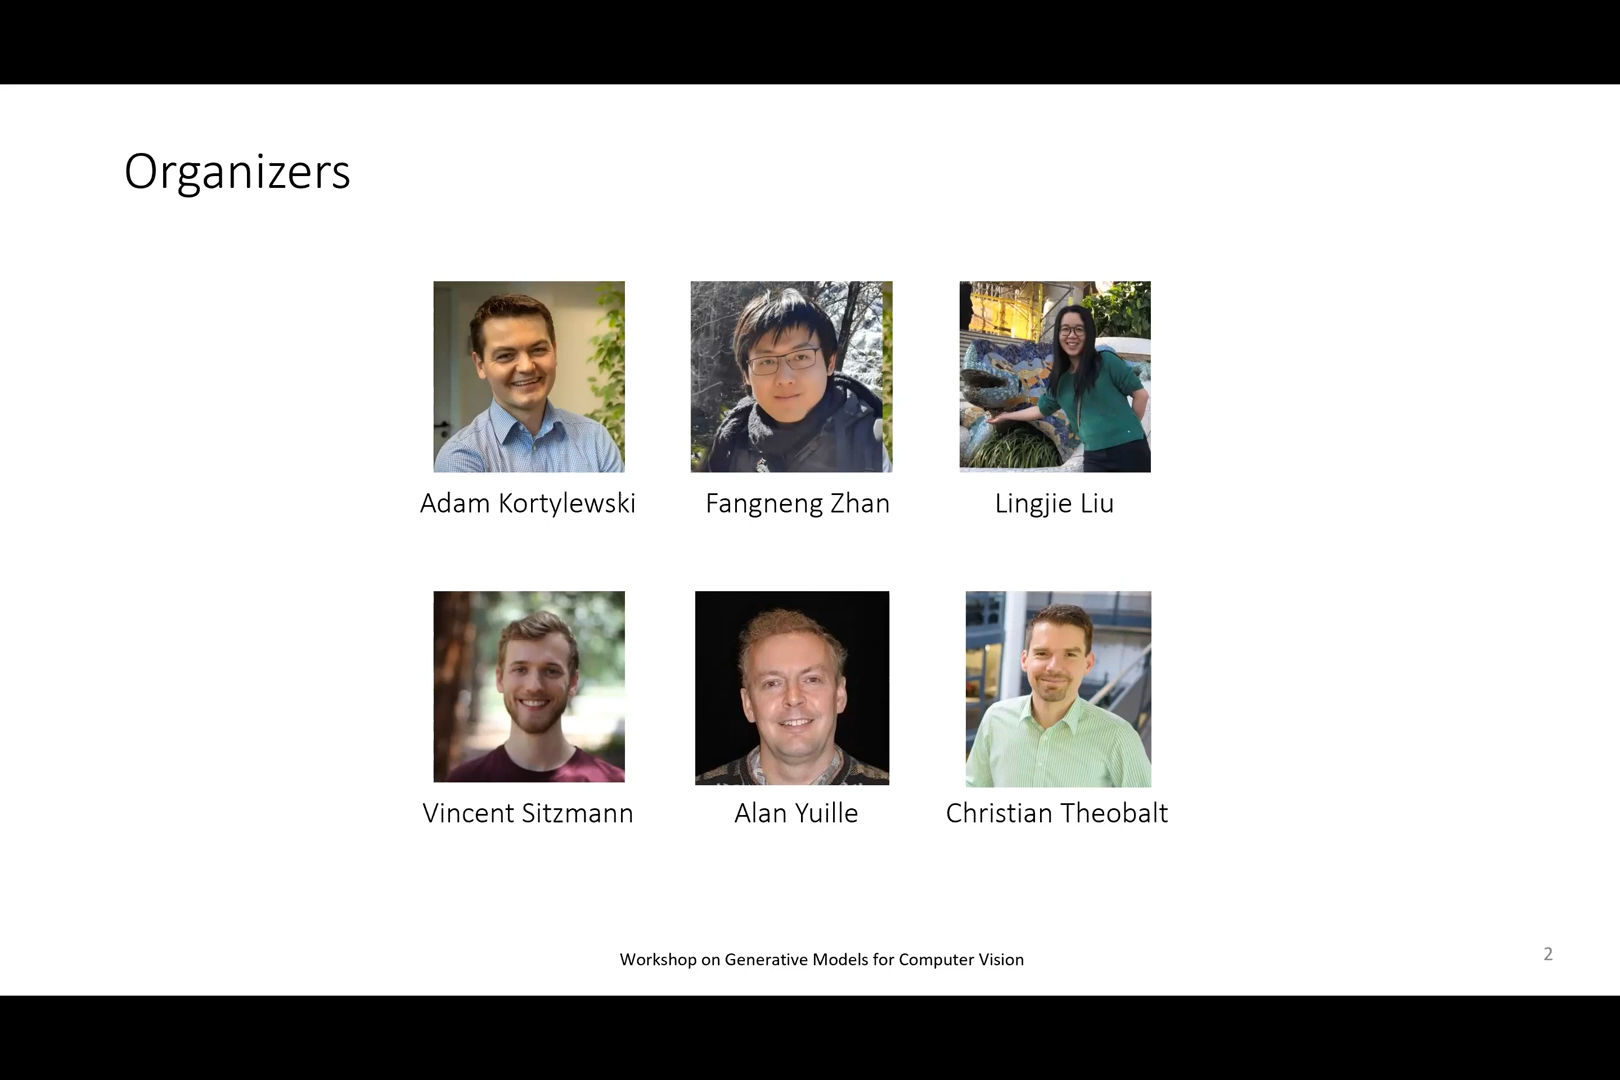 Organizers
Adam Kortylewski
Fangneng Zhan
Lingjie Liu
Vincent Sitzmann
Alan Yuille
Christian Theobalt
Workshop on Generative Models for Computer Vision
2